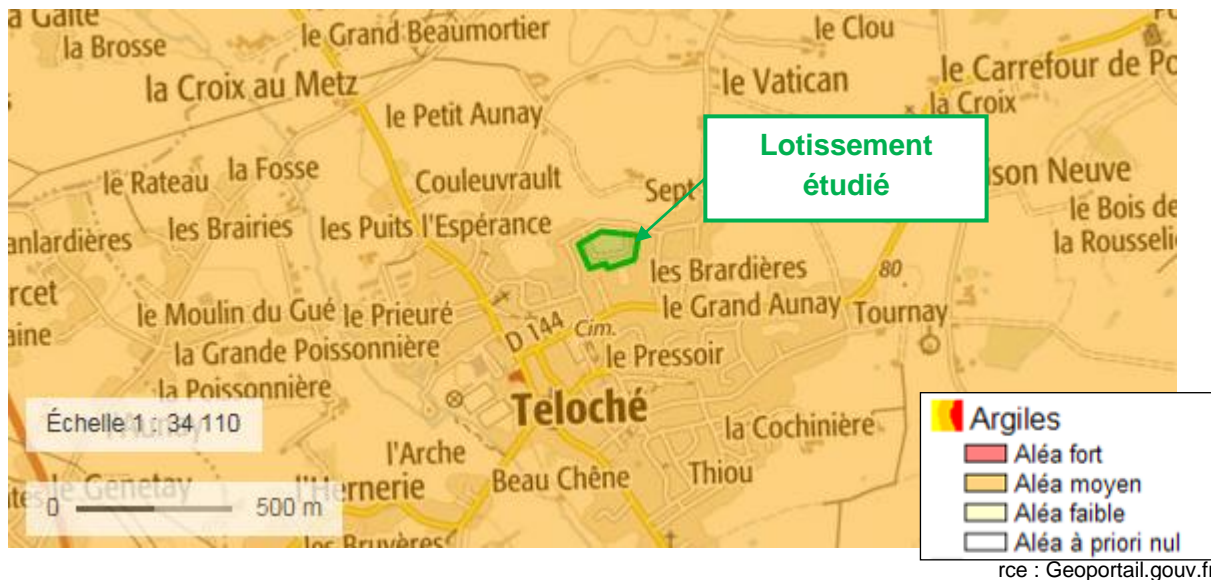 a Galte
la Brosse
le Grand Beaumortier
le Clou
la Croix au Metz
le Vatican
le Carrefour de Po
la Croix
le Petit Aunay
Lotissement
étudié
le Rateau
la Fosse
Couleuvrault
Sept
ison Neuve
les Brairies
les Puits
l'Espérance
le Bois de
la Rousseli
anlardières
les Brardières
80
rcet
aine
le Moulin du Gué
le Prieuré
le Grand Aunay
Tournay
D 144
Cim.
la Grande Poissonnière
le Pressoir
la Poissonnière
Teloché
Échelle 1 : 34 110
la Cochinière
l'Arche
Beau Chêne
Thiou
le Genetay
l'Hernerie
0
500 m
les Bruyères
Argiles
Aléa fort
Aléa moyen
Aléa faible
Aléa à priori nul
rce : Geoportail.gouv.fr